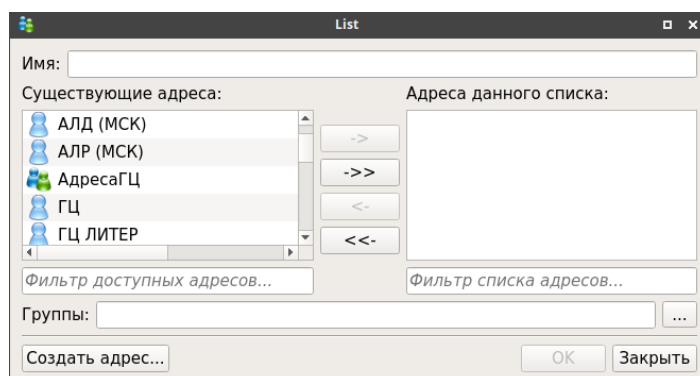 List
Имя:
Существующие адреса:
Адреса данного списка:
АЛД (МСК)
АЛР (МСК)
АдресаГЦ
ГЦ
ГЦ ЛИТЕР
->
->>
<-
<<-
Фильтр доступных адресов...
Фильтр списка адресов...
Группы:
...
Создать адрес...
OK
Закрыть